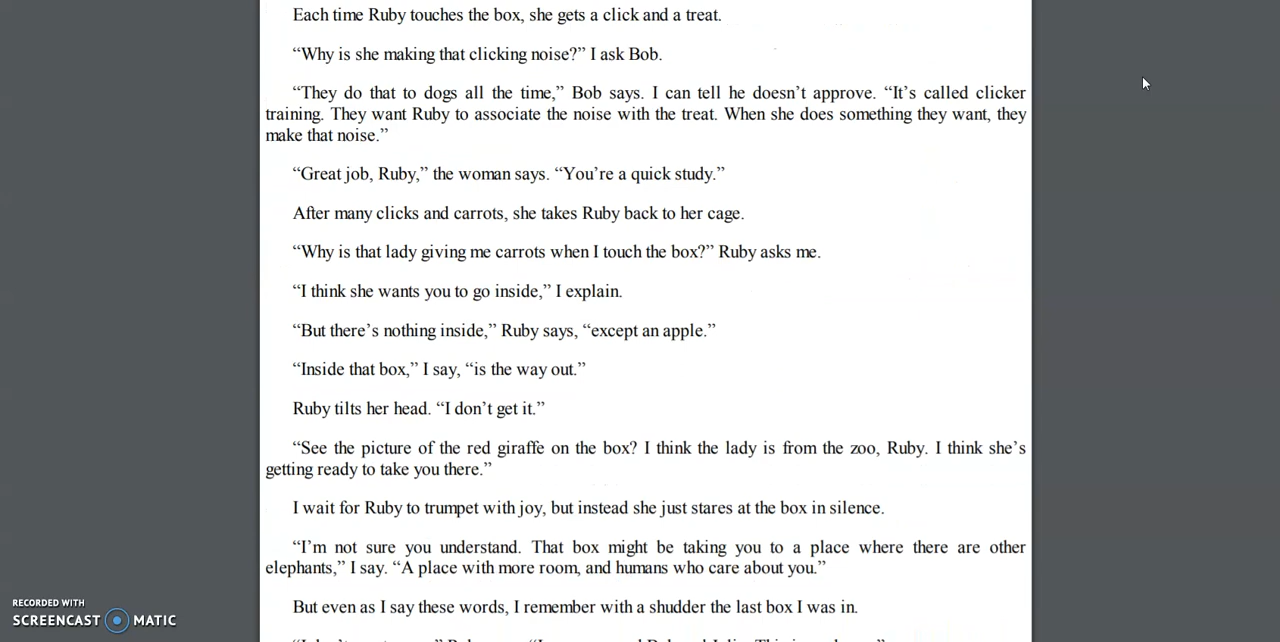 Each time Ruby touches the box, she gets a click and a treat.
“Why is she making that clicking noise?” I ask Bob.
“They do that to dogs all the time,” Bob says. I can tell he doesn’t approve. “It’s called clicker
training. They want Ruby to associate the noise with the treat. When she does something they want, they
make that noise.”
“Great job, Ruby,” the woman says. “You’re a quick study.”
After many clicks and carrots, she takes Ruby back to her cage.
“Why is that lady giving me carrots when I touch the box?” Ruby asks me.
“I think she wants you to go inside,” I explain.
“But there’s nothing inside,” Ruby says, “except an apple.”
“Inside that box,” I say, “is the way out.”
Ruby tilts her head. “I don’t get it.”
“See the picture of the red giraffe on the box? I think the lady is from the zoo, Ruby. I think she’s
getting ready to take you there.”
I wait for Ruby to trumpet with joy, but instead she just stares at the box in silence.
“I’m not sure you understand. That box might be taking you to a place where there are other
elephants,” I say. “A place with more room, and humans who care about you.”
But even as I say these words, I remember with a shudder the last box I was in.
RECORDED WITH
SCREENCAST MATIC